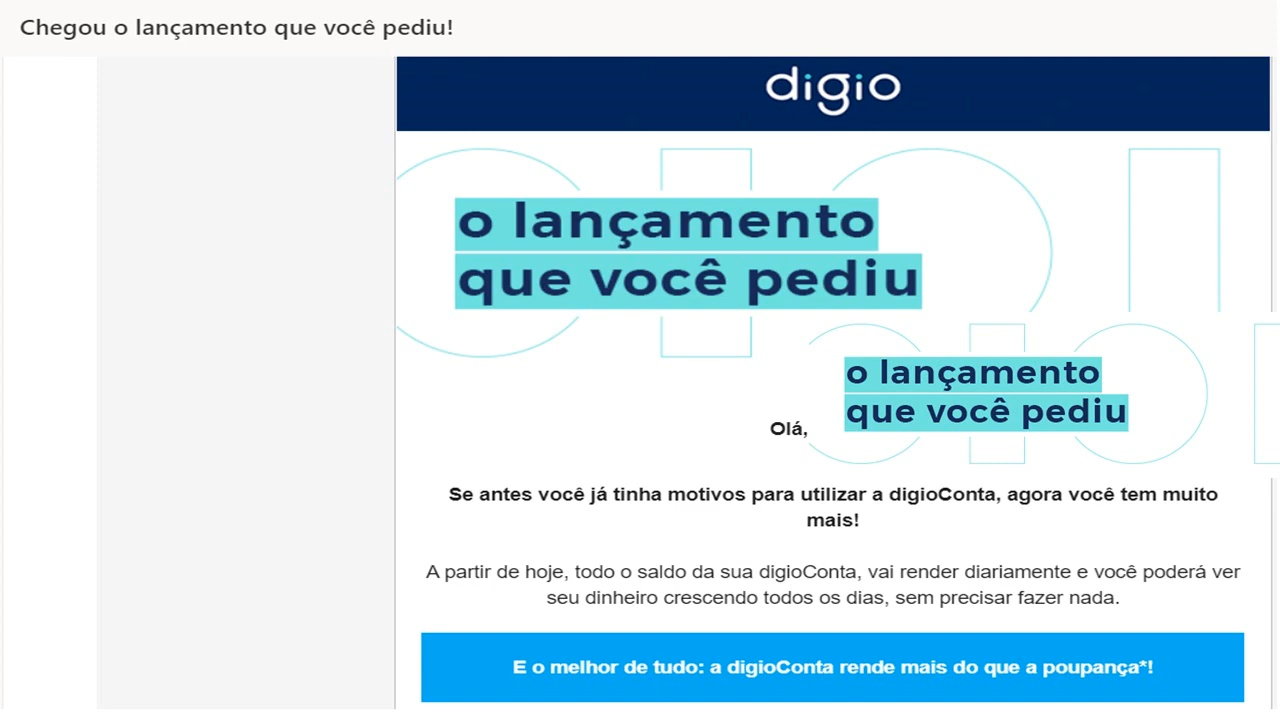 Chegou o lançamento que você pediu!
digio
o lançamento
que você pediu
o lançamento
que você pediu
Olá,
Se antes você já tinha motivos para utilizar a digioConta, agora você tem muito
mais!
A partir de hoje, todo o saldo da sua digioConta, vai render diariamente e você poderá ver
seu dinheiro crescendo todos os dias, sem precisar fazer nada.
E o melhor de tudo: a digioConta rende mais do que a poupança*!